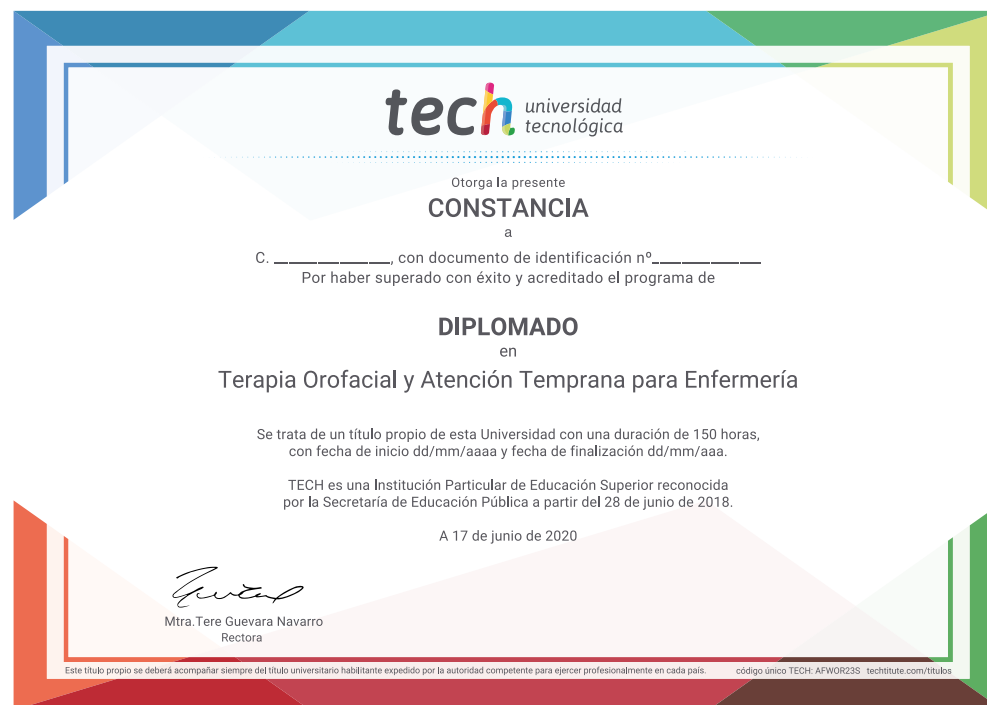 tech universidad
tecnológica
Otorga la presente
CONSTANCIA
a
C. ______________, con documento de identificación nº______________
Por haber superado con éxito y acreditado el programa de
DIPLOMADO
en
Terapia Orofacial y Atención Temprana para Enfermería
Se trata de un título propio de esta Universidad con una duración de 150 horas,
con fecha de inicio dd/mm/aaaa y fecha de finalización dd/mm/aaa.
TECH es una Institución Particular de Educación Superior reconocida
por la Secretaría de Educación Pública a partir del 28 de junio de 2018.
A 17 de junio de 2020
Mtra.Tere Guevara Navarro
Rectora
Este título propio se deberá acompañar siempre del título universitario habilitante expedido por la autoridad competente para ejercer profesionalmente en cada país. código único TECH: AFWOR23S techtitute.com/titulos